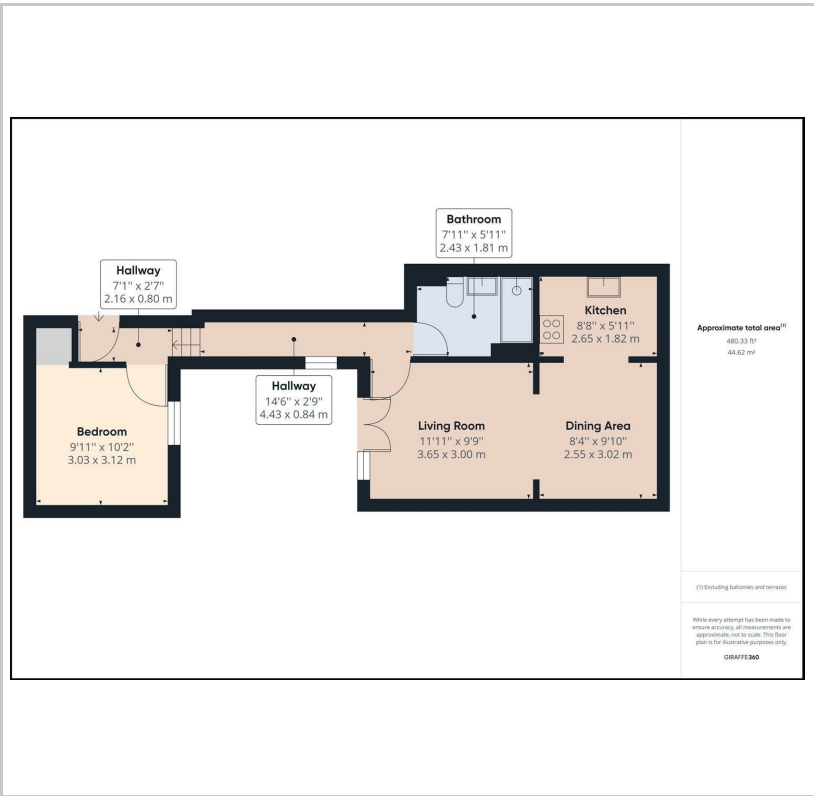 Bathroom
7'11" x 5'11"
2.43 x 1.81 m
Hallway
7'1" x 2'7"
2.16 x 0.80 m
Kitchen
8'8" x 5'11"
2.65 x 1.82 m
Hallway
14'6" x 2'9"
4.43 x 0.84 m
Bedroom
9'11" x 10'2"
3.03 x 3.12 m
Living Room
11'11" x 9'9"
3.65 x 3.00 m
Dining Area
8'4" x 9'10"
2.55 x 3.02 m
Approximate total area(1)
480.33 ft²
44.62 m²
(1) Excluding balconies and terraces
While every attempt has been made to
ensure accuracy, all measurements are
approximate, not to scale. This floor
plan is for illustrative purposes only.
GIRAFFE360